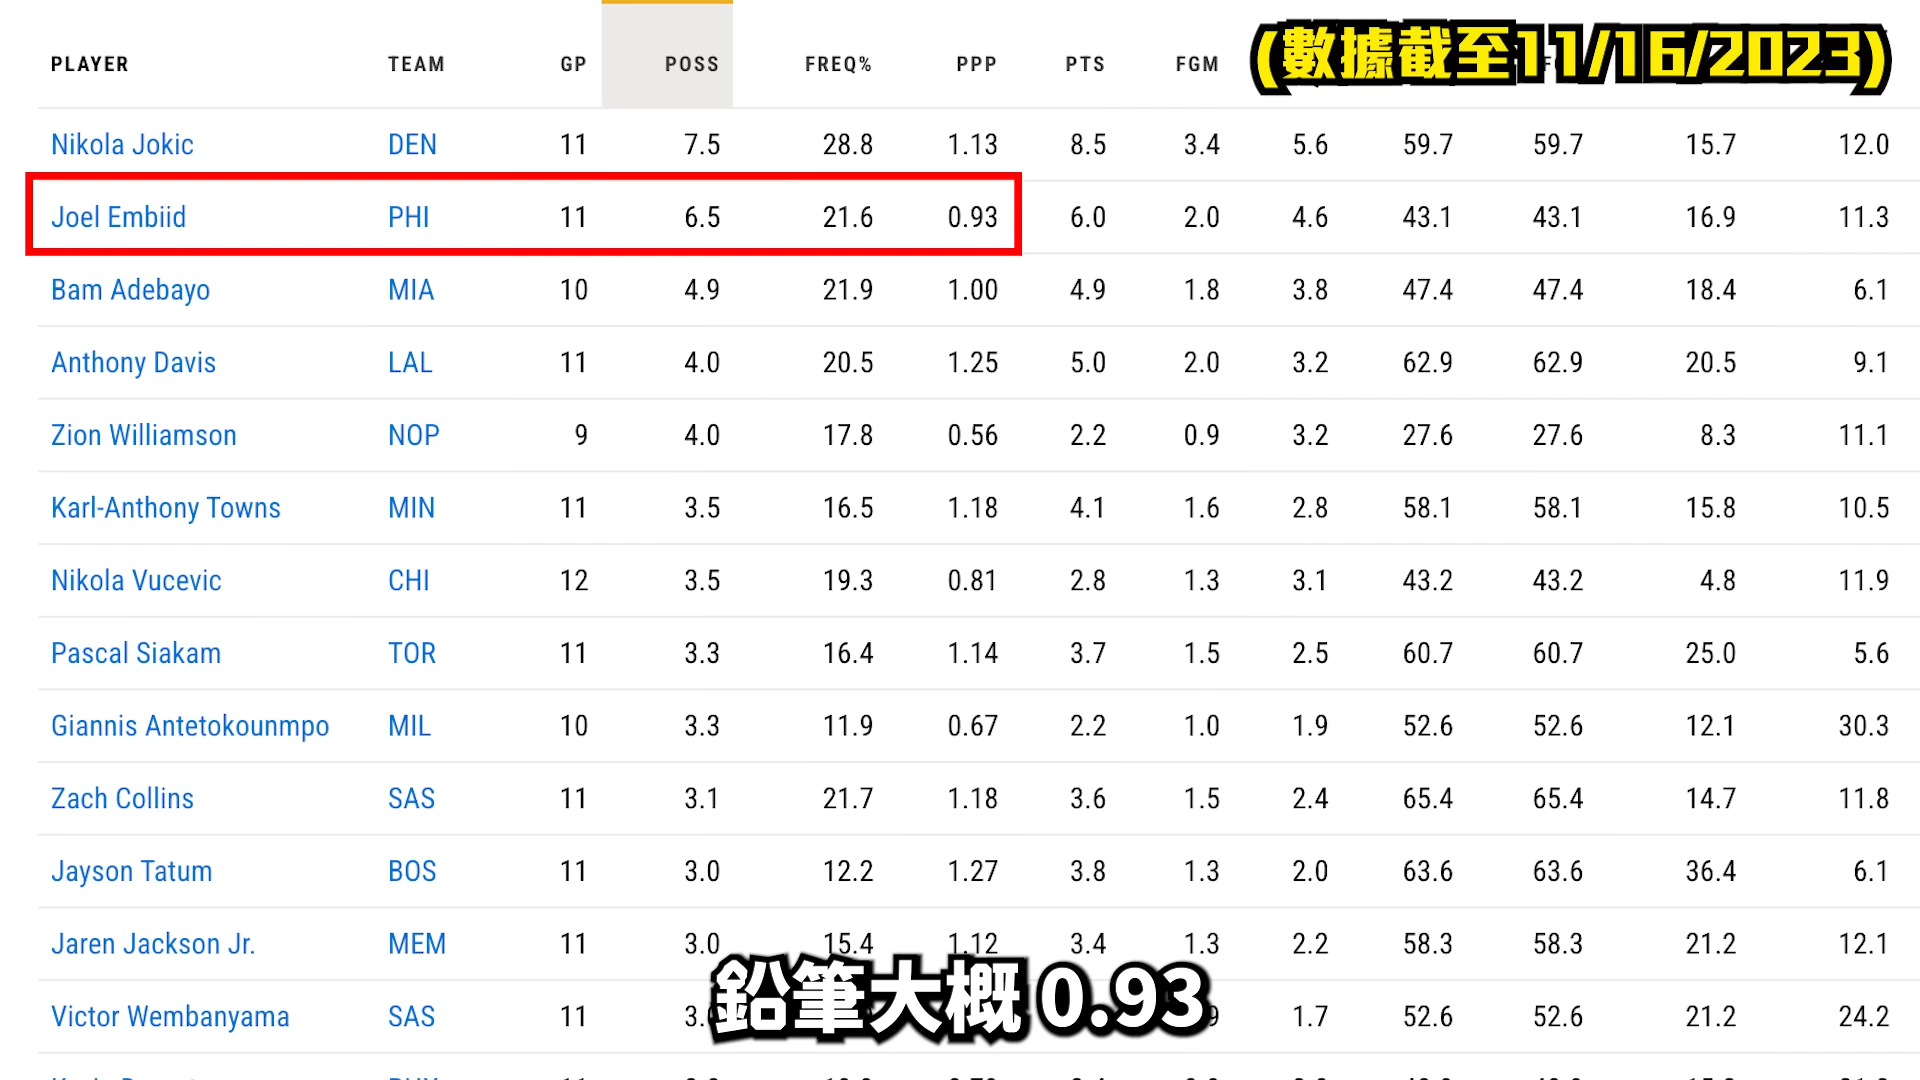 PLAYER TEAM GP POSS FREQ% PPP PTS FGM
(數據截至11/16/2023)
Nikola Jokic DEN 11 7.5 28.8 1.13 8.5 3.4 5.6 59.7 59.7 15.7 12.0
Joel Embiid PHI 11 6.5 21.6 0.93 6.0 2.0 4.6 43.1 43.1 16.9 11.3
Bam Adebayo MIA 10 4.9 21.9 1.00 4.9 1.8 3.8 47.4 47.4 18.4 6.1
Anthony Davis LAL 11 4.0 20.5 1.25 5.0 2.0 3.2 62.9 62.9 20.5 9.1
Zion Williamson NOP 9 4.0 17.8 0.56 2.2 0.9 3.2 27.6 27.6 8.3 11.1
Karl-Anthony Towns MIN 11 3.5 16.5 1.18 4.1 1.6 2.8 58.1 58.1 15.8 10.5
Nikola Vucevic CHI 12 3.5 19.3 0.81 2.8 1.3 3.1 43.2 43.2 4.8 11.9
Pascal Siakam TOR 11 3.3 16.4 1.14 3.7 1.5 2.5 60.7 60.7 25.0 5.6
Giannis Antetokounmpo MIL 10 3.3 11.9 0.67 2.2 1.0 1.9 52.6 52.6 12.1 30.3
Zach Collins SAS 11 3.1 21.7 1.18 3.6 1.5 2.4 65.4 65.4 14.7 11.8
Jayson Tatum BOS 11 3.0 12.2 1.27 3.8 1.3 2.0 63.6 63.6 36.4 6.1
Jaren Jackson Jr. MEM 11 3.0 15.4 1.12 3.4 1.3 2.2 58.3 58.3 21.2 12.1
Victor Wembanyama SAS 11 1.7 52.6 52.6 21.2 24.2
鉛筆大概 0.93